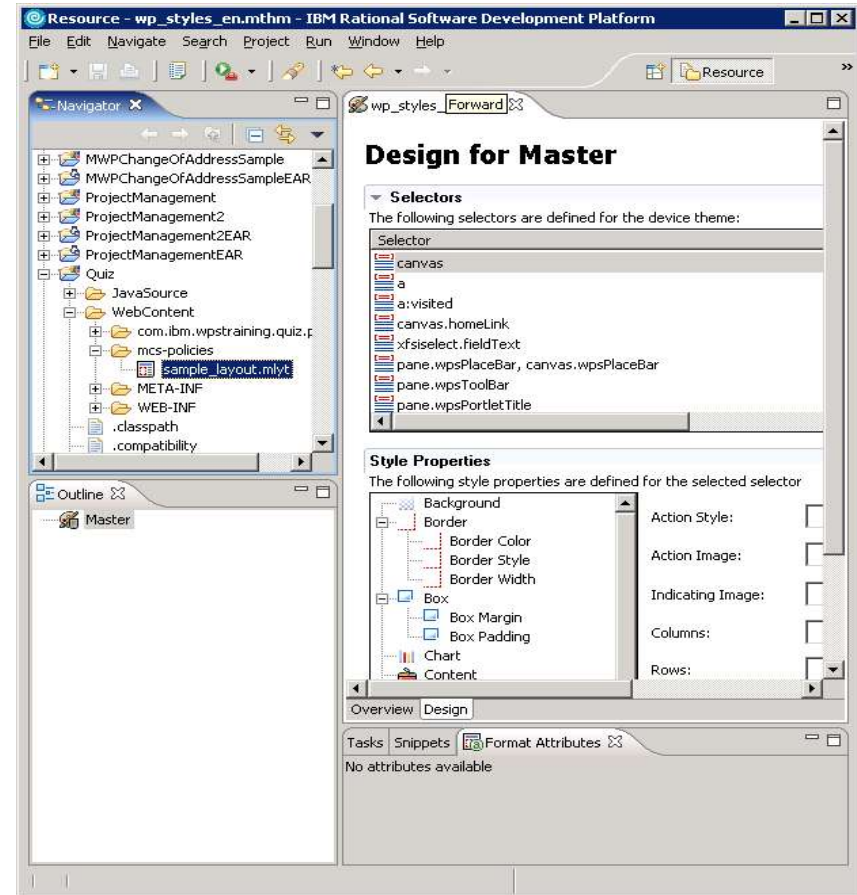 Resource - wp_styles_en.mthm - IBM Rational Software Development Platform
File Edit Navigate Search Project Run Window Help
Resource
»
Navigator
MWPChangeOfAddressSample
MWPChangeOfAddressSampleEAR
ProjectManagement
ProjectManagement2
ProjectManagement2EAR
ProjectManagementEAR
Quiz
JavaSource
WebContent
com.ibm.wpstraining.quiz.p
mcs-policies
sample_layout.mlyt
META-INF
WEB-INF
.classpath
.compatibility
Outline
Master
wp_styles_
Forward
Design for Master
Selectors
The following selectors are defined for the device theme:
Selector
canvas
a
a:visited
canvas.homeLink
xfsiselect.fieldText
pane.wpsPlaceBar, canvas.wpsPlaceBar
pane.wpsToolBar
pane.wpsPortletTitle
Style Properties
The following style properties are defined for the selected selector
Background
Border
Border Color
Border Style
Border Width
Box
Box Margin
Box Padding
Chart
Content
Action Style:
Action Image:
Indicating Image:
Columns:
Rows:
Overview Design
Tasks Snippets Format Attributes
No attributes available